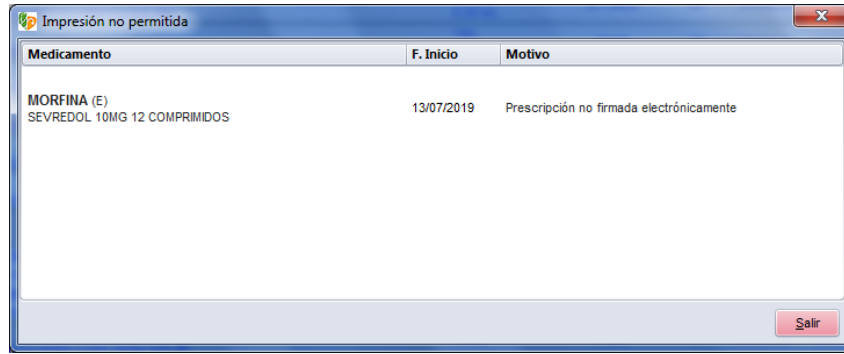 Impresión no permitida
Medicamento F. Inicio Motivo
MORFINA (E)
SEVREDOL 10MG 12 COMPRIMIDOS
13/07/2019 Prescripción no firmada electrónicamente
Salir